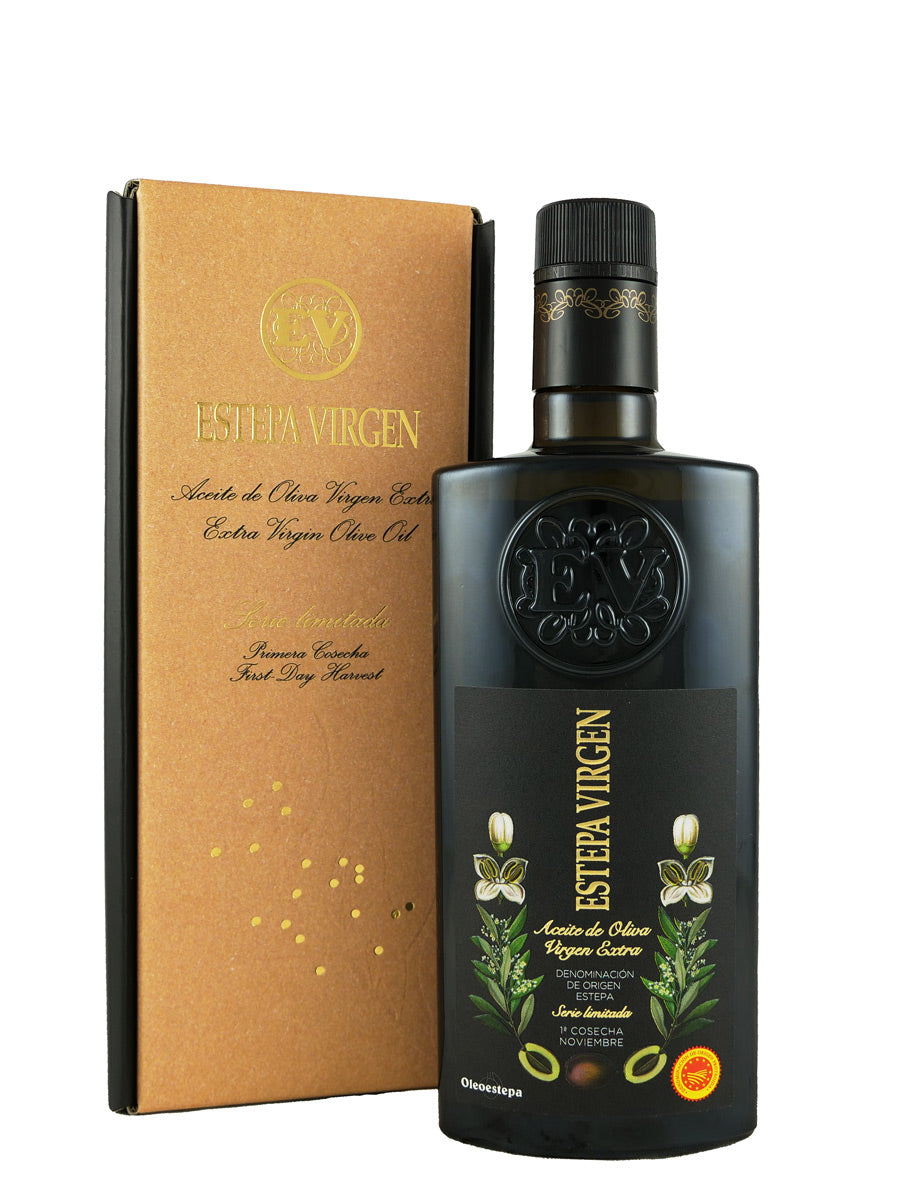 EV
ESTEPA VIRGEN
Aceite de Oliva Virgen Extra
Extra Virgin Olive Oil
Serie limitada
Primera Cosecha
First-Day Harvest
EV
ESTEPA VIRGEN
Aceite de Oliva
Virgen Extra
DENOMINACIÓN
DE ORIGEN
ESTEPA
Serie limitada
1ª COSECHA
NOVIEMBRE
Oleoestepa